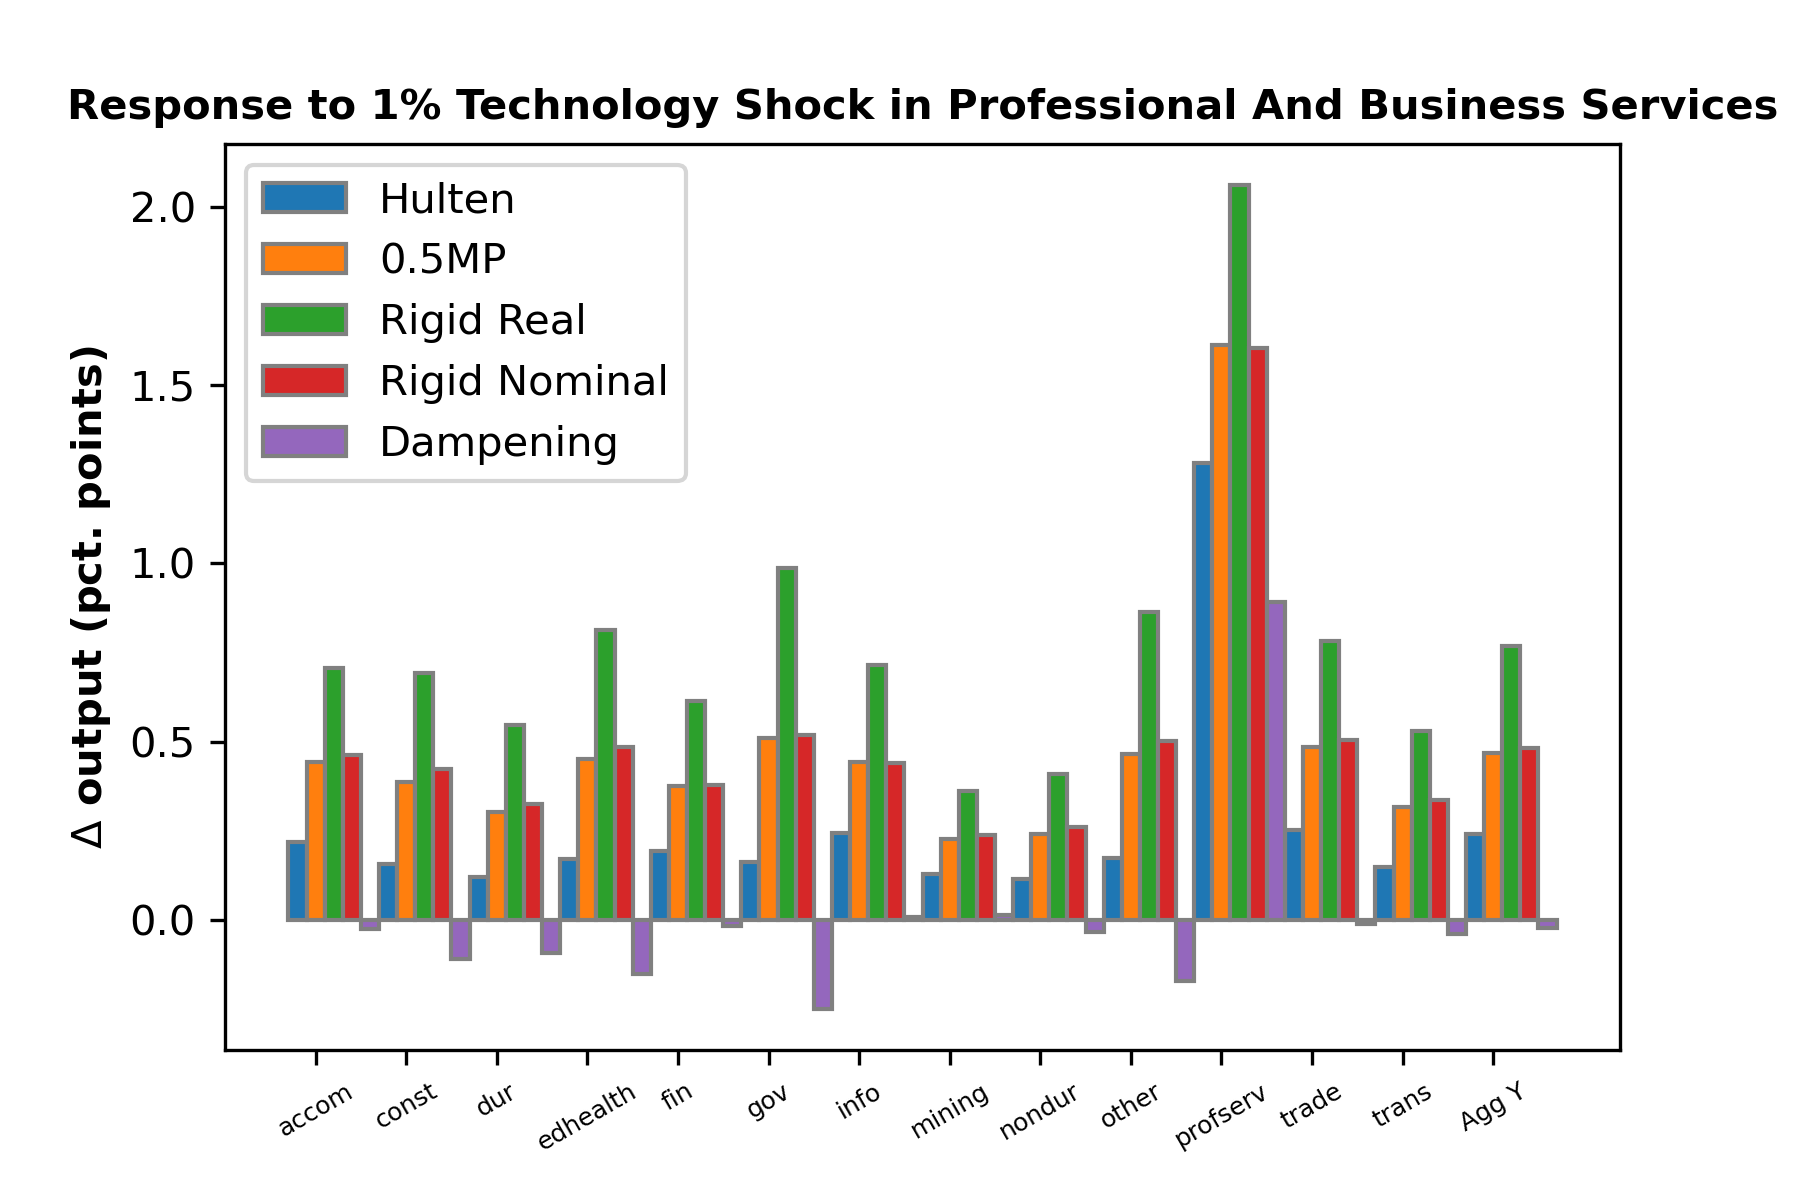 Response to 1% Technology Shock in Professional And Business Services
Hulten
0.5MP
Rigid Real
Rigid Nominal
Dampening
Δ output (pct. points)
2.0
1.5
1.0
0.5
0.0
accom
const
dur
edhealth
fin
gov
info
mining
nondur
other
profserv
trade
trans
Agg Y